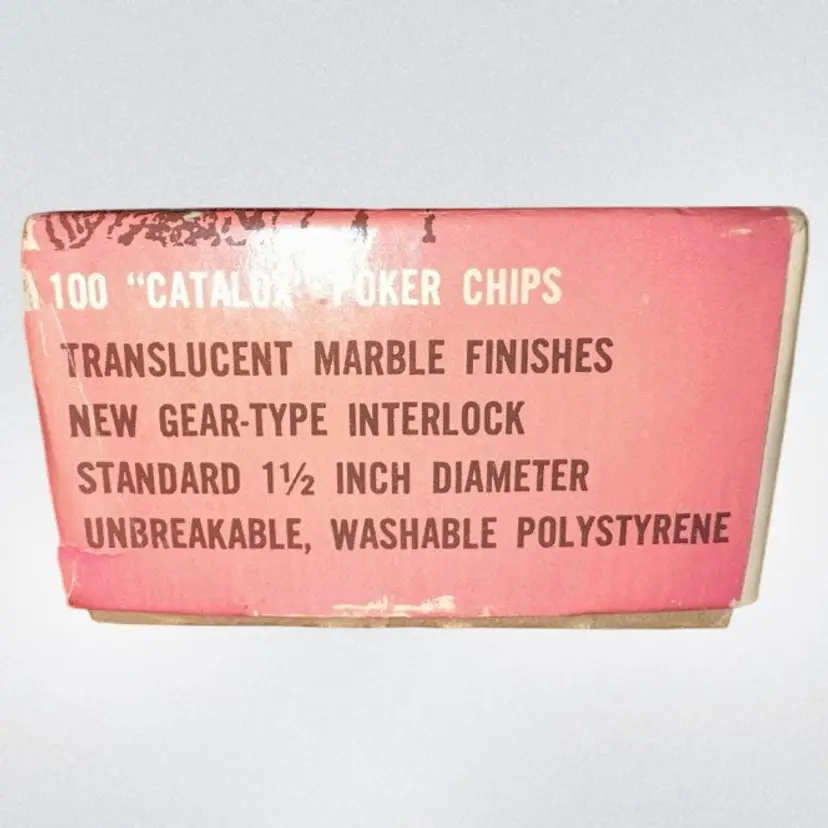 100 "CATALOX" POKER CHIPS
TRANSLUCENT MARBLE FINISHES
NEW GEAR-TYPE INTERLOCK
STANDARD 1½ INCH DIAMETER
UNBREAKABLE, WASHABLE POLYSTYRENE